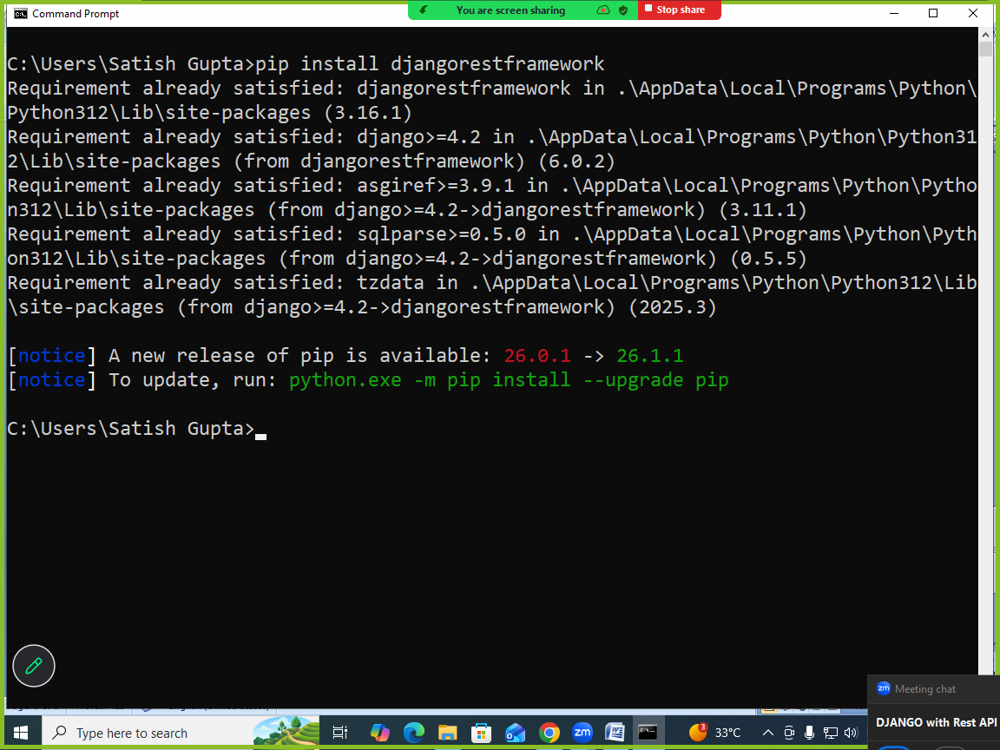 Command Prompt
You are screen sharing
Stop share
C:\Users\Satish Gupta>pip install djangorestframework
Requirement already satisfied: djangorestframework in .\AppData\Local\Programs\Python\
Python312\Lib\site-packages (3.16.1)
Requirement already satisfied: django>=4.2 in .\AppData\Local\Programs\Python\Python31
2\Lib\site-packages (from djangorestframework) (6.0.2)
Requirement already satisfied: asgiref>=3.9.1 in .\AppData\Local\Programs\Python\Pytho
n312\Lib\site-packages (from django>=4.2->djangorestframework) (3.11.1)
Requirement already satisfied: sqlparse>=0.5.0 in .\AppData\Local\Programs\Python\Pyth
on312\Lib\site-packages (from django>=4.2->djangorestframework) (0.5.5)
Requirement already satisfied: tzdata in .\AppData\Local\Programs\Python\Python312\Lib
\site-packages (from django>=4.2->djangorestframework) (2025.3)
[notice] A new release of pip is available: 26.0.1 -> 26.1.1
[notice] To update, run: python.exe -m pip install --upgrade pip
C:\Users\Satish Gupta>
zm Meeting chat
DJANGO with Rest API
Type here to search
zm
3
33°C